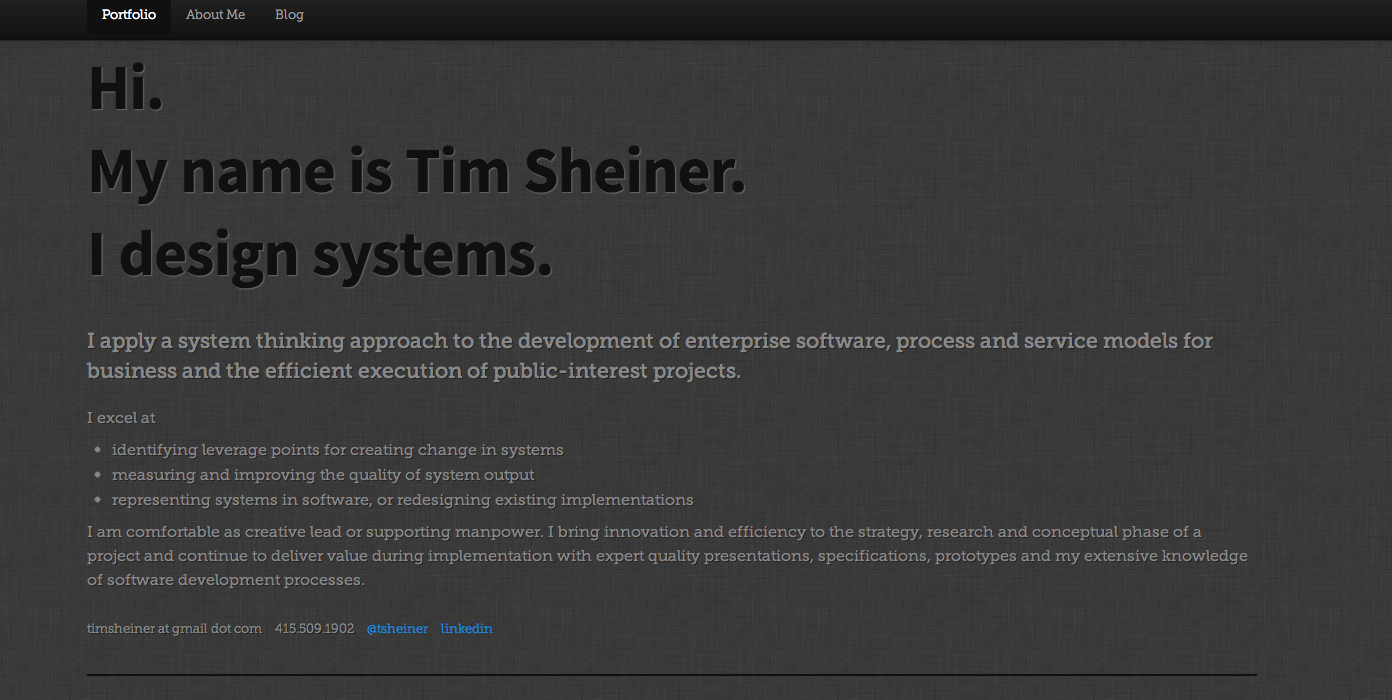 Portfolio About Me Blog
Hi.
My name is Tim Sheiner.
I design systems.
I apply a system thinking approach to the development of enterprise software, process and service models for
business and the efficient execution of public-interest projects.
I excel at
• identifying leverage points for creating change in systems
• measuring and improving the quality of system output
• representing systems in software, or redesigning existing implementations
I am comfortable as creative lead or supporting manpower. I bring innovation and efficiency to the strategy, research and conceptual phase of a
project and continue to deliver value during implementation with expert quality presentations, specifications, prototypes and my extensive knowledge
of software development processes.
timsheiner at gmail dot com 415.509.1902 @tsheiner linkedin